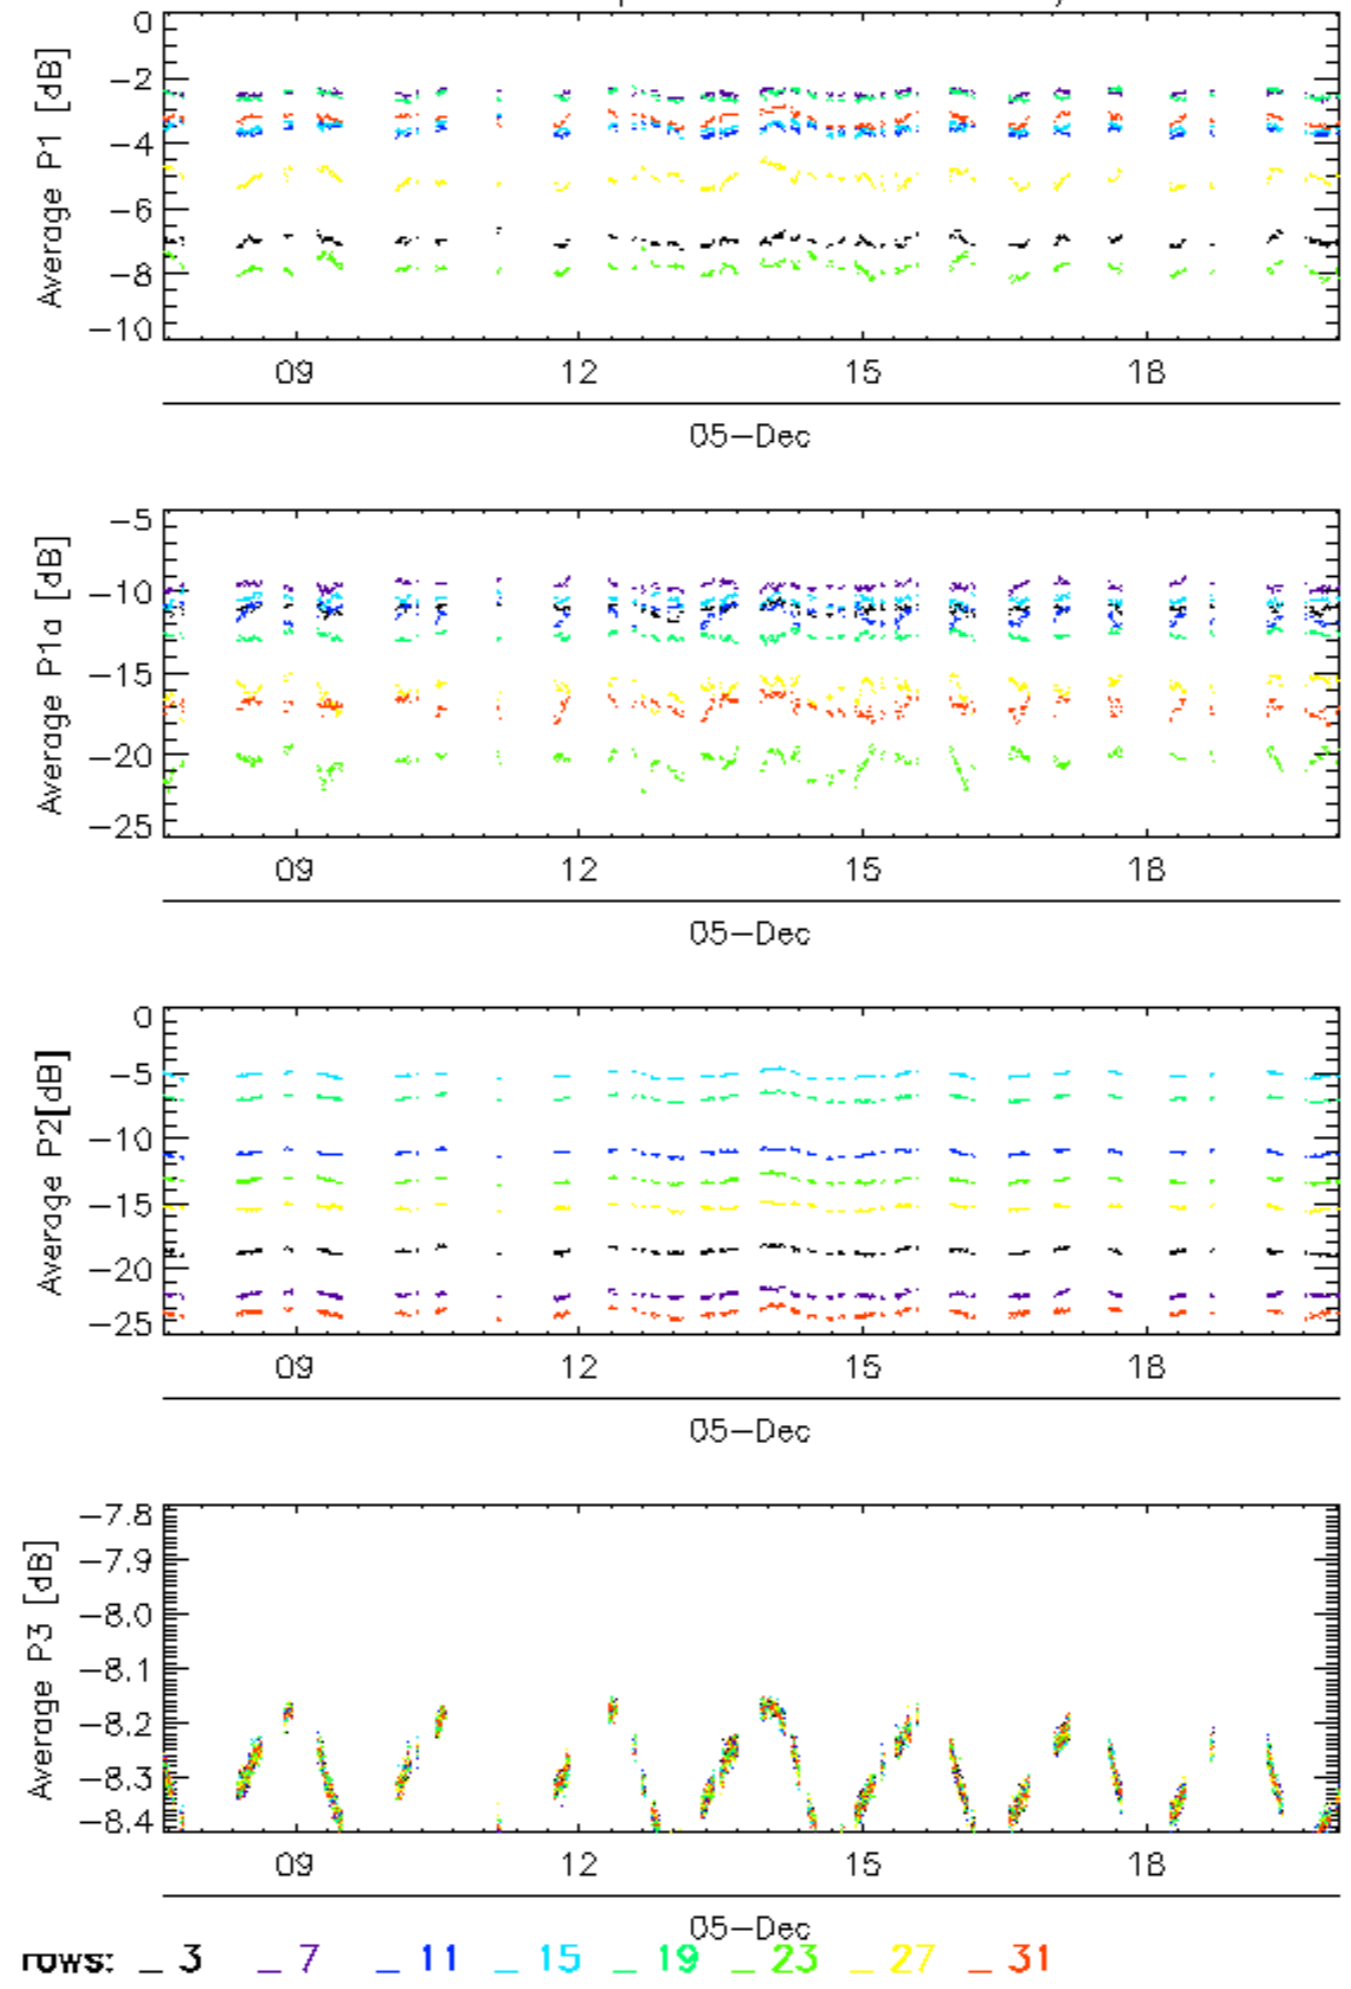 0
−2
−4
−6
−8
−10
Average P1 [dB]
09 12 15 18
05−Dec
−5
−10
−15
−20
−25
Average P1a [dB]
09 12 15 18
05−Dec
0
−5
−10
−15
−20
−25
Average P2[dB]
09 12 15 18
05−Dec
−7.8
−7.9
−8.0
−8.1
−8.2
−8.3
−8.4
Average P3 [dB]
09 12 15 18
05−Dec
rows: _ 3 _ 7 _ 11 _ 15 _ 19 _ 23 _ 27 _ 31